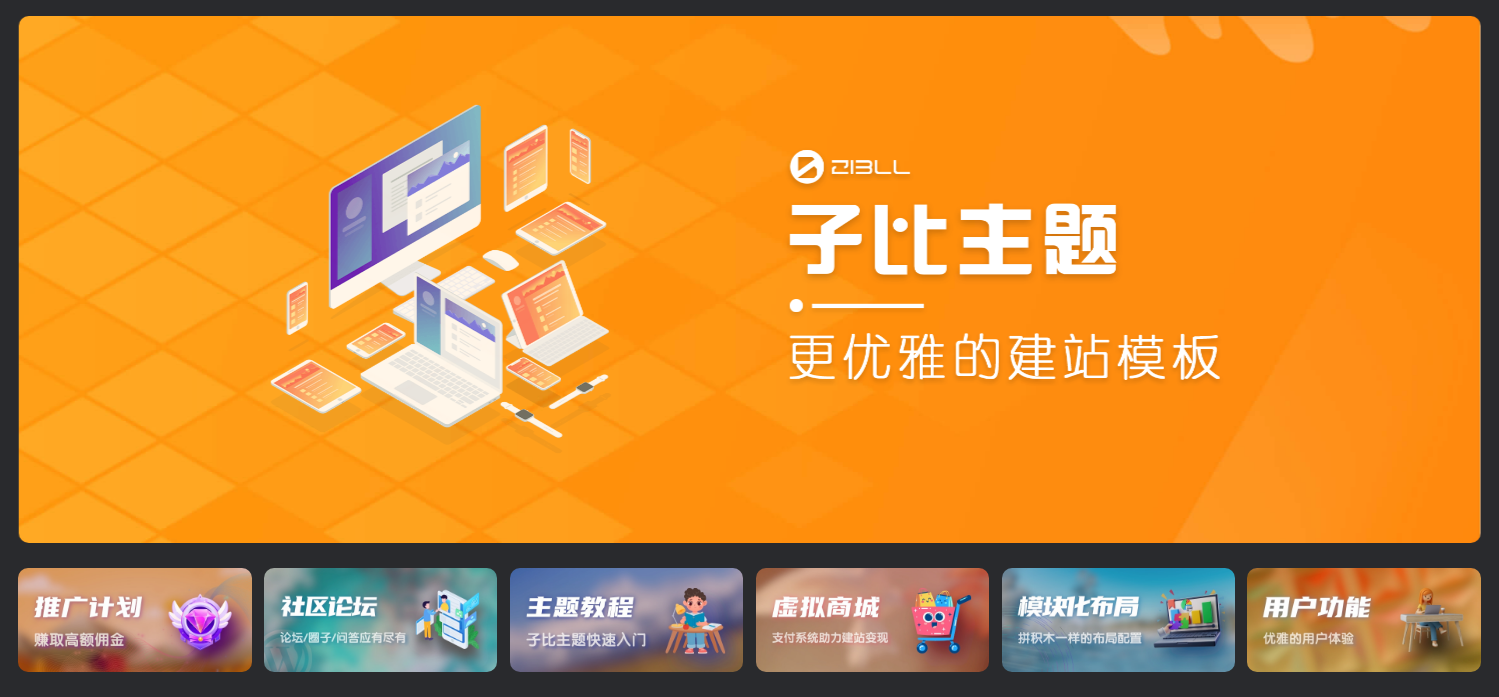 ZIBLL
子比主题
更优雅的建站模板
推广计划
赚取高额佣金
社区论坛
论坛/圈子/问答应有尽有
主题教程
子比主题快速入门
虚拟商城
支付系统助力建站变现
模块化布局
拼积木一样的布局配置
用户功能
优雅的用户体验